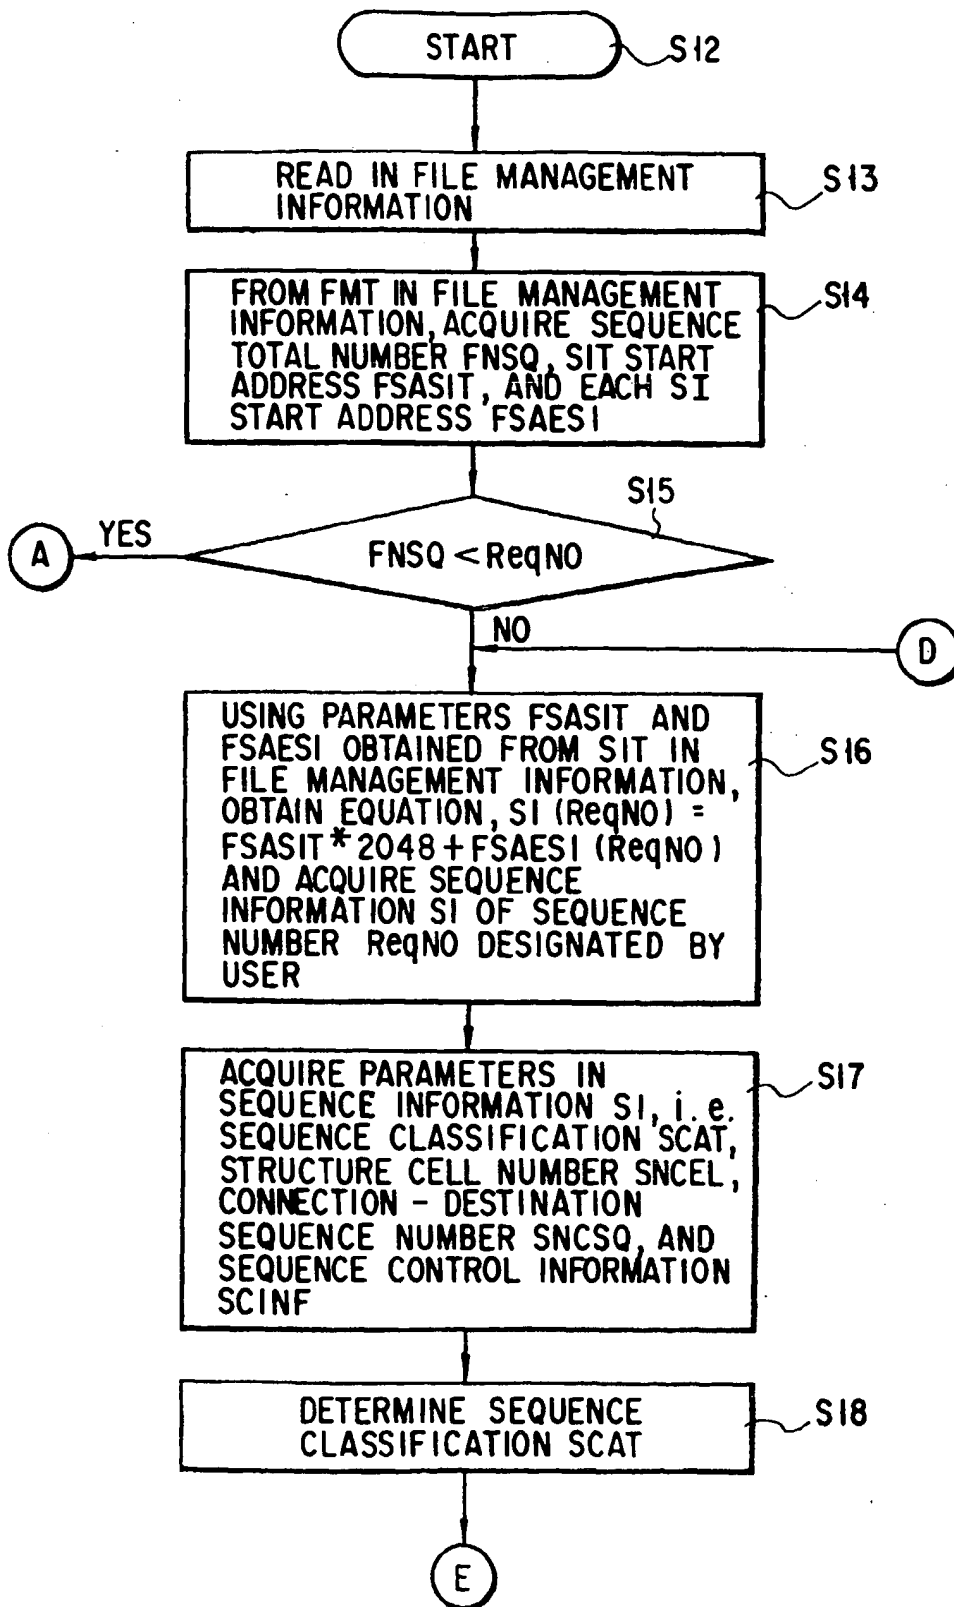 START
S12
READ IN FILE MANAGEMENT
INFORMATION
S13
FROM FMT IN FILE MANAGEMENT
INFORMATION, ACQUIRE SEQUENCE
TOTAL NUMBER FNSQ, SIT START
ADDRESS FSASIT, AND EACH SI
START ADDRESS FSAESI
S14
S15
FNSQ < ReqNO
YES
A
NO
D
USING PARAMETERS FSASIT AND
FSAESI OBTAINED FROM SIT IN
FILE MANAGEMENT INFORMATION,
OBTAIN EQUATION, SI (ReqNO) =
FSASIT * 2048 + FSAESI (ReqNO)
AND ACQUIRE SEQUENCE
INFORMATION SI OF SEQUENCE
NUMBER ReqNO DESIGNATED BY
USER
S16
ACQUIRE PARAMETERS IN
SEQUENCE INFORMATION SI, i.e.
SEQUENCE CLASSIFICATION SCAT,
STRUCTURE CELL NUMBER SNCEL,
CONNECTION - DESTINATION
SEQUENCE NUMBER SNCSQ, AND
SEQUENCE CONTROL INFORMATION
SCINF
S17
DETERMINE SEQUENCE
CLASSIFICATION SCAT
S18
E